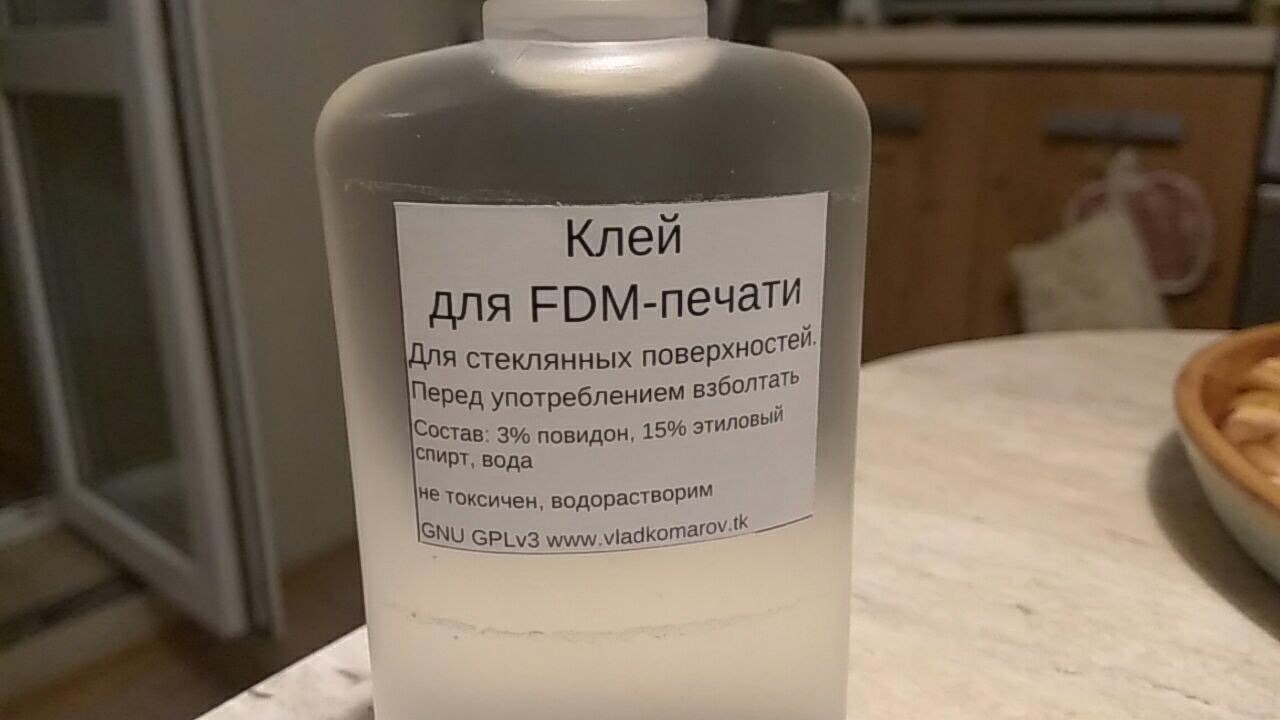 Клей
для FDM-печати
Для стеклянных поверхностей.
Перед употреблением взболтать
Состав: 3% повидон, 15% этиловый
спирт, вода
не токсичен, водорастворим
GNU GPLv3 www.vladkomarov.tk